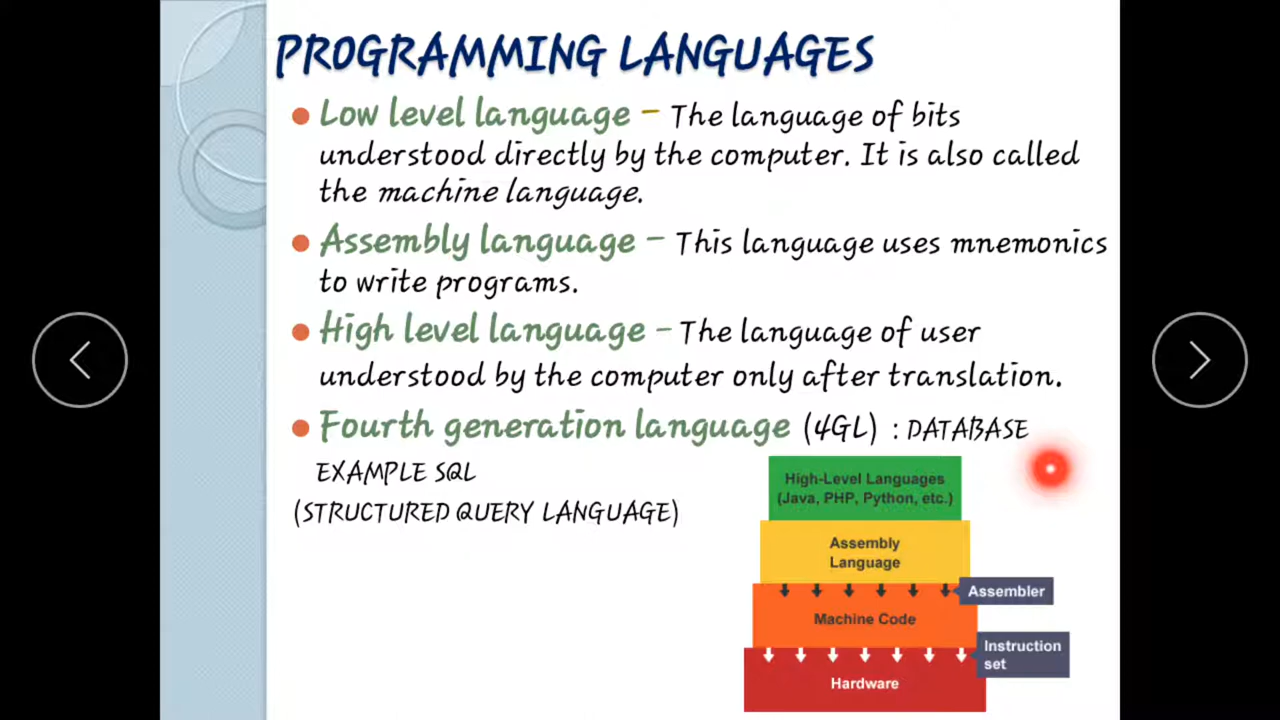 PROGRAMMING LANGUAGES
Low level language – The language of bits
understood directly by the computer. It is also called
the machine language.
Assembly language – This language uses mnemonics
to write programs.
High level language – The language of user
understood by the computer only after translation.
Fourth generation language (4GL) : DATABASE
EXAMPLE SQL
(STRUCTURED QUERY LANGUAGE)
High-Level Languages
(Java, PHP, Python, etc.)
Assembly
Language
Assembler
Machine Code
Instruction
set
Hardware